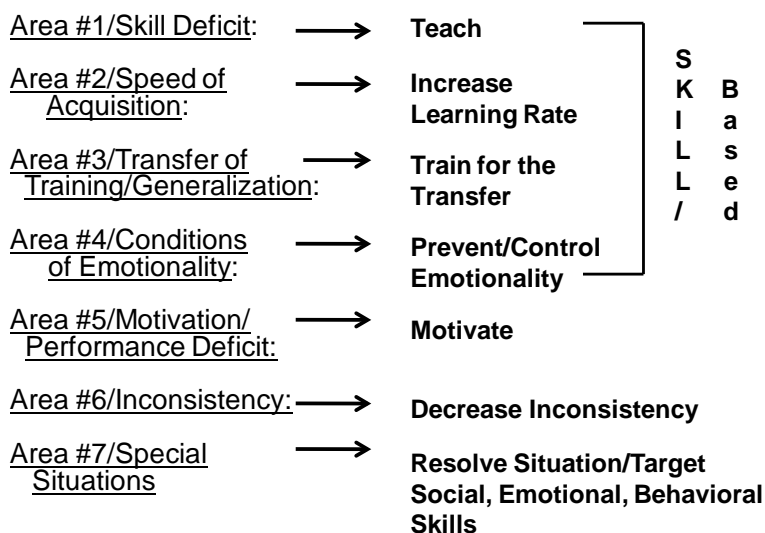 Area #1/Skill Deficit:
Teach
Area #2/Speed of
Acquisition:
Increase
Learning Rate
Area #3/Transfer of
Training/Generalization:
Train for the
Transfer
Area #4/Conditions
of Emotionality:
Prevent/Control
Emotionality
Area #5/Motivation/
Performance Deficit:
Motivate
Area #6/Inconsistency:
Decrease Inconsistency
Area #7/Special
Situations
Resolve Situation/Target
Social, Emotional, Behavioral
Skills
SKILL/
Based